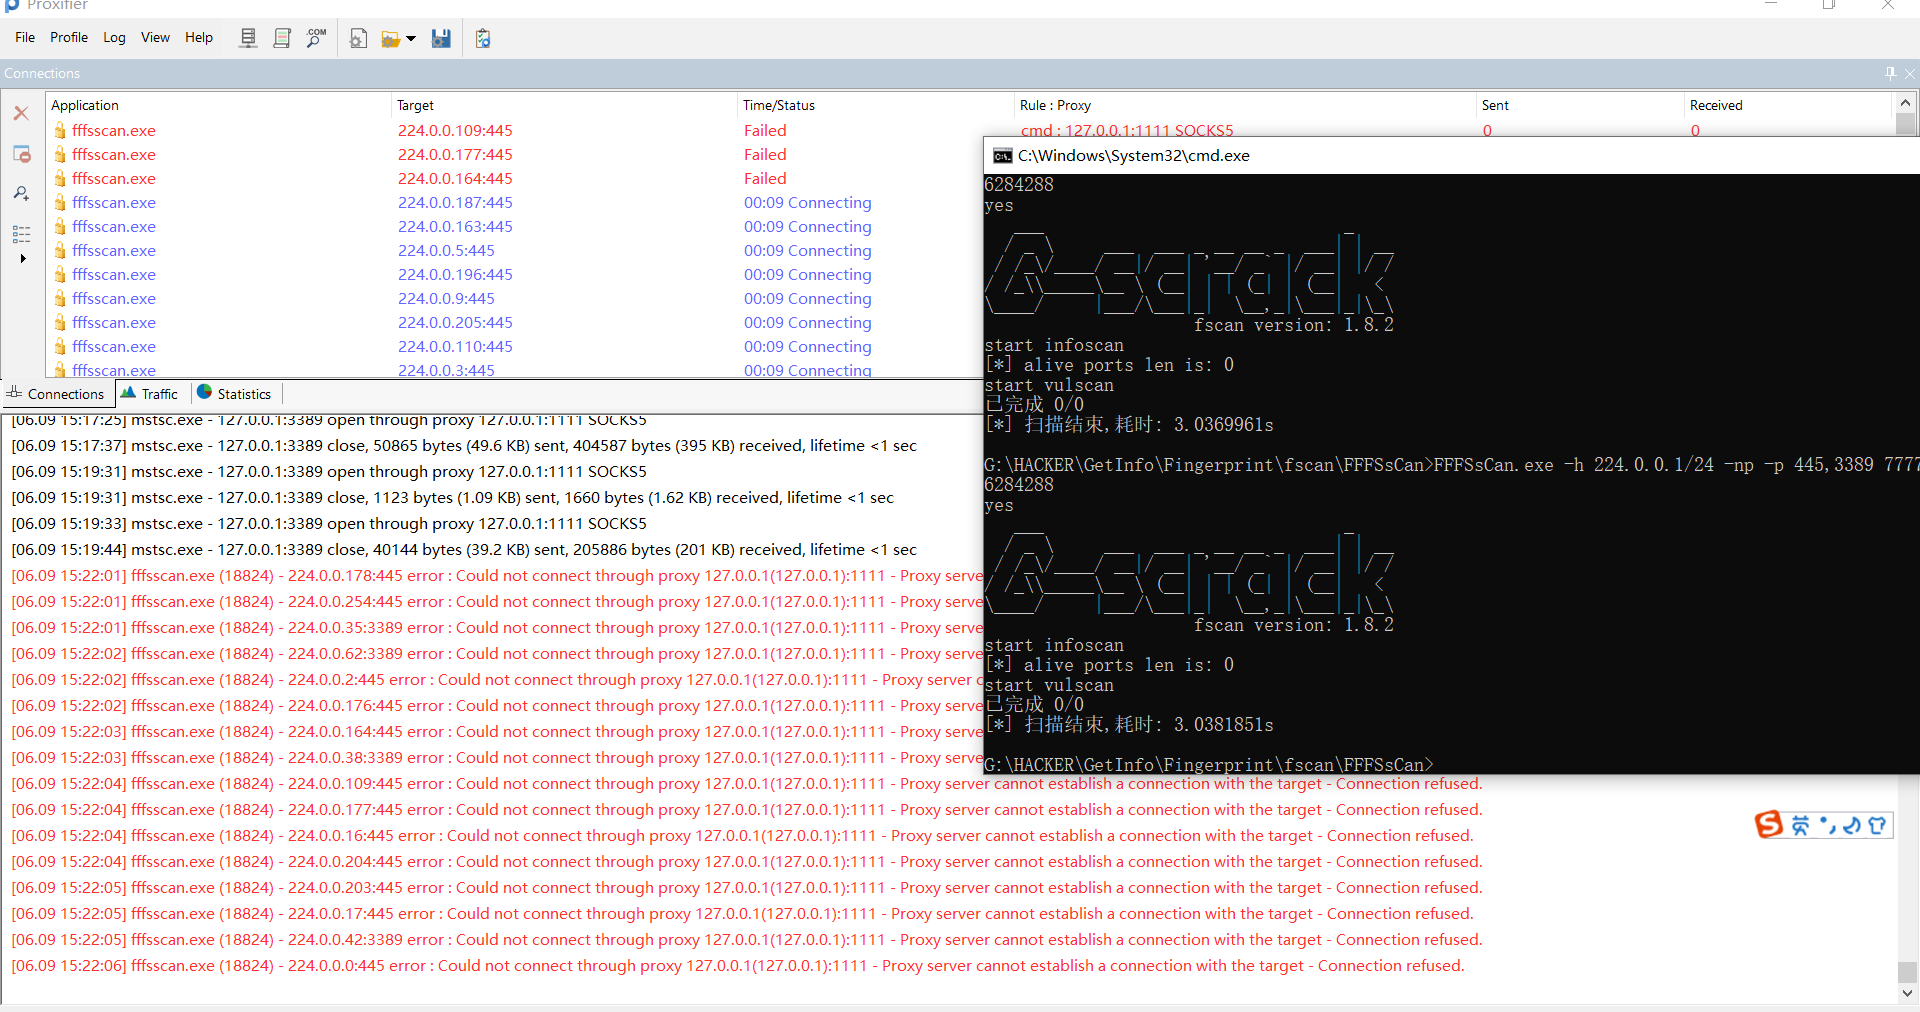 Proxifier
File Profile Log View Help
Connections
Application Target Time/Status Rule : Proxy Sent Received
fffsscan.exe 224.0.0.109:445 Failed cmd : 127.0.0.1:1111 SOCKS5 0 0
fffsscan.exe 224.0.0.177:445 Failed
fffsscan.exe 224.0.0.164:445 Failed
fffsscan.exe 224.0.0.187:445 00:09 Connecting
fffsscan.exe 224.0.0.163:445 00:09 Connecting
fffsscan.exe 224.0.0.5:445 00:09 Connecting
fffsscan.exe 224.0.0.196:445 00:09 Connecting
fffsscan.exe 224.0.0.9:445 00:09 Connecting
fffsscan.exe 224.0.0.205:445 00:09 Connecting
fffsscan.exe 224.0.0.110:445 00:09 Connecting
fffsscan.exe 224.0.0.3:445 00:09 Connecting
Connections Traffic Statistics
[06.09 15:17:25] mstsc.exe - 127.0.0.1:3389 open through proxy 127.0.0.1:1111 SOCKS5
[06.09 15:17:37] mstsc.exe - 127.0.0.1:3389 close, 50865 bytes (49.6 KB) sent, 404587 bytes (395 KB) received, lifetime <1 sec
[06.09 15:19:31] mstsc.exe - 127.0.0.1:3389 open through proxy 127.0.0.1:1111 SOCKS5
[06.09 15:19:31] mstsc.exe - 127.0.0.1:3389 close, 1123 bytes (1.09 KB) sent, 1660 bytes (1.62 KB) received, lifetime <1 sec
[06.09 15:19:33] mstsc.exe - 127.0.0.1:3389 open through proxy 127.0.0.1:1111 SOCKS5
[06.09 15:19:44] mstsc.exe - 127.0.0.1:3389 close, 40144 bytes (39.2 KB) sent, 205886 bytes (201 KB) received, lifetime <1 sec
[06.09 15:22:01] fffsscan.exe (18824) - 224.0.0.178:445 error : Could not connect through proxy 127.0.0.1(127.0.0.1):1111 - Proxy serve
[06.09 15:22:01] fffsscan.exe (18824) - 224.0.0.254:445 error : Could not connect through proxy 127.0.0.1(127.0.0.1):1111 - Proxy serve
[06.09 15:22:01] fffsscan.exe (18824) - 224.0.0.35:3389 error : Could not connect through proxy 127.0.0.1(127.0.0.1):1111 - Proxy serve
[06.09 15:22:02] fffsscan.exe (18824) - 224.0.0.62:3389 error : Could not connect through proxy 127.0.0.1(127.0.0.1):1111 - Proxy serve
[06.09 15:22:02] fffsscan.exe (18824) - 224.0.0.2:445 error : Could not connect through proxy 127.0.0.1(127.0.0.1):1111 - Proxy server c
[06.09 15:22:02] fffsscan.exe (18824) - 224.0.0.176:445 error : Could not connect through proxy 127.0.0.1(127.0.0.1):1111 - Proxy serve
[06.09 15:22:03] fffsscan.exe (18824) - 224.0.0.164:445 error : Could not connect through proxy 127.0.0.1(127.0.0.1):1111 - Proxy serve
[06.09 15:22:03] fffsscan.exe (18824) - 224.0.0.38:3389 error : Could not connect through proxy 127.0.0.1(127.0.0.1):1111 - Proxy serve
[06.09 15:22:04] fffsscan.exe (18824) - 224.0.0.109:445 error : Could not connect through proxy 127.0.0.1(127.0.0.1):1111 - Proxy server cannot establish a connection with the target - Connection refused.
[06.09 15:22:04] fffsscan.exe (18824) - 224.0.0.177:445 error : Could not connect through proxy 127.0.0.1(127.0.0.1):1111 - Proxy server cannot establish a connection with the target - Connection refused.
[06.09 15:22:04] fffsscan.exe (18824) - 224.0.0.16:445 error : Could not connect through proxy 127.0.0.1(127.0.0.1):1111 - Proxy server cannot establish a connection with the target - Connection refused.
[06.09 15:22:04] fffsscan.exe (18824) - 224.0.0.204:445 error : Could not connect through proxy 127.0.0.1(127.0.0.1):1111 - Proxy server cannot establish a connection with the target - Connection refused.
[06.09 15:22:05] fffsscan.exe (18824) - 224.0.0.203:445 error : Could not connect through proxy 127.0.0.1(127.0.0.1):1111 - Proxy server cannot establish a connection with the target - Connection refused.
[06.09 15:22:05] fffsscan.exe (18824) - 224.0.0.17:445 error : Could not connect through proxy 127.0.0.1(127.0.0.1):1111 - Proxy server cannot establish a connection with the target - Connection refused.
[06.09 15:22:05] fffsscan.exe (18824) - 224.0.0.42:3389 error : Could not connect through proxy 127.0.0.1(127.0.0.1):1111 - Proxy server cannot establish a connection with the target - Connection refused.
[06.09 15:22:06] fffsscan.exe (18824) - 224.0.0.0:445 error : Could not connect through proxy 127.0.0.1(127.0.0.1):1111 - Proxy server cannot establish a connection with the target - Connection refused.
C:\Windows\System32\cmd.exe
6284288
yes
fscan version: 1.8.2
start infoscan
[*] alive ports len is: 0
start vulscan
已完成 0/0
[*] 扫描结束,耗时: 3.0369961s
G:\HACKER\GetInfo\Fingerprint\fscan\FFFSsCan>FFFSsCan.exe -h 224.0.0.1/24 -np -p 445,3389 7777
6284288
yes
fscan version: 1.8.2
start infoscan
[*] alive ports len is: 0
start vulscan
已完成 0/0
[*] 扫描结束,耗时: 3.0381851s
G:\HACKER\GetInfo\Fingerprint\fscan\FFFSsCan>
英